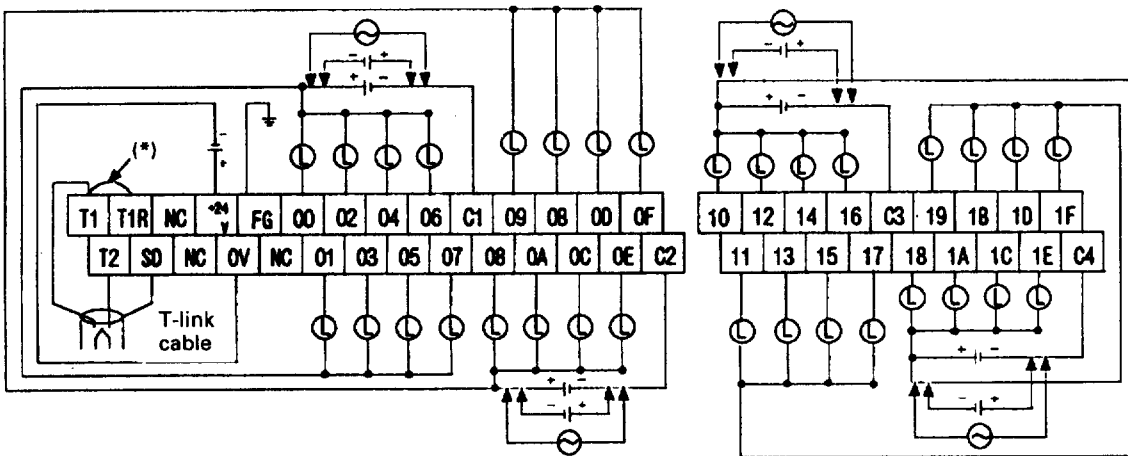 (*)
T1 T1R NC +24V FG 00 02 04 06 C1 09 0B 0D 0F
T2 SD NC 0V NC 01 03 05 07 08 0A 0C 0E C2
T-link
cable
L L L L L L L L
L L L L L L L L
- +
+ -
- +
+ -
- +
10 12 14 16 C3 19 1B 1D 1F
11 13 15 17 18 1A 1C 1E C4
L L L L L L L L
L L L L L L L L
- +
+ -
+ -
- +